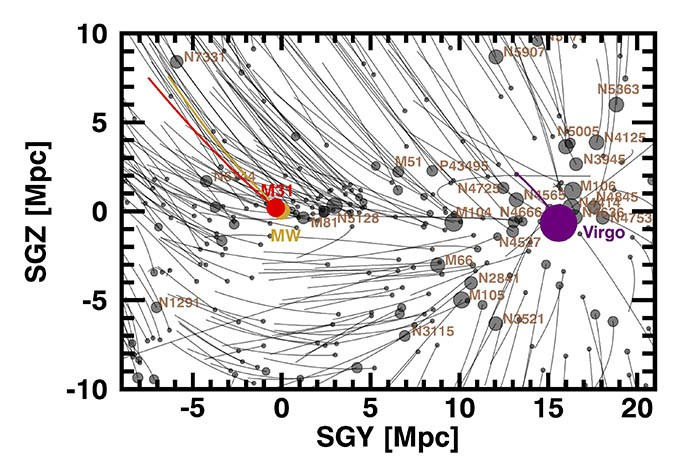 10
N7331
N5907
N5363
5
N5005
N4125
M51
P43495
N3945
M31
N4725
N4565
M106
SGZ [Mpc]
0
M81
N5128
M104
N4666
N4753
MW
N4527
Virgo
M66
-5
N1291
N2841
M105
N3115
N3521
-10
-5
0
5
10
15
20
SGY [Mpc]